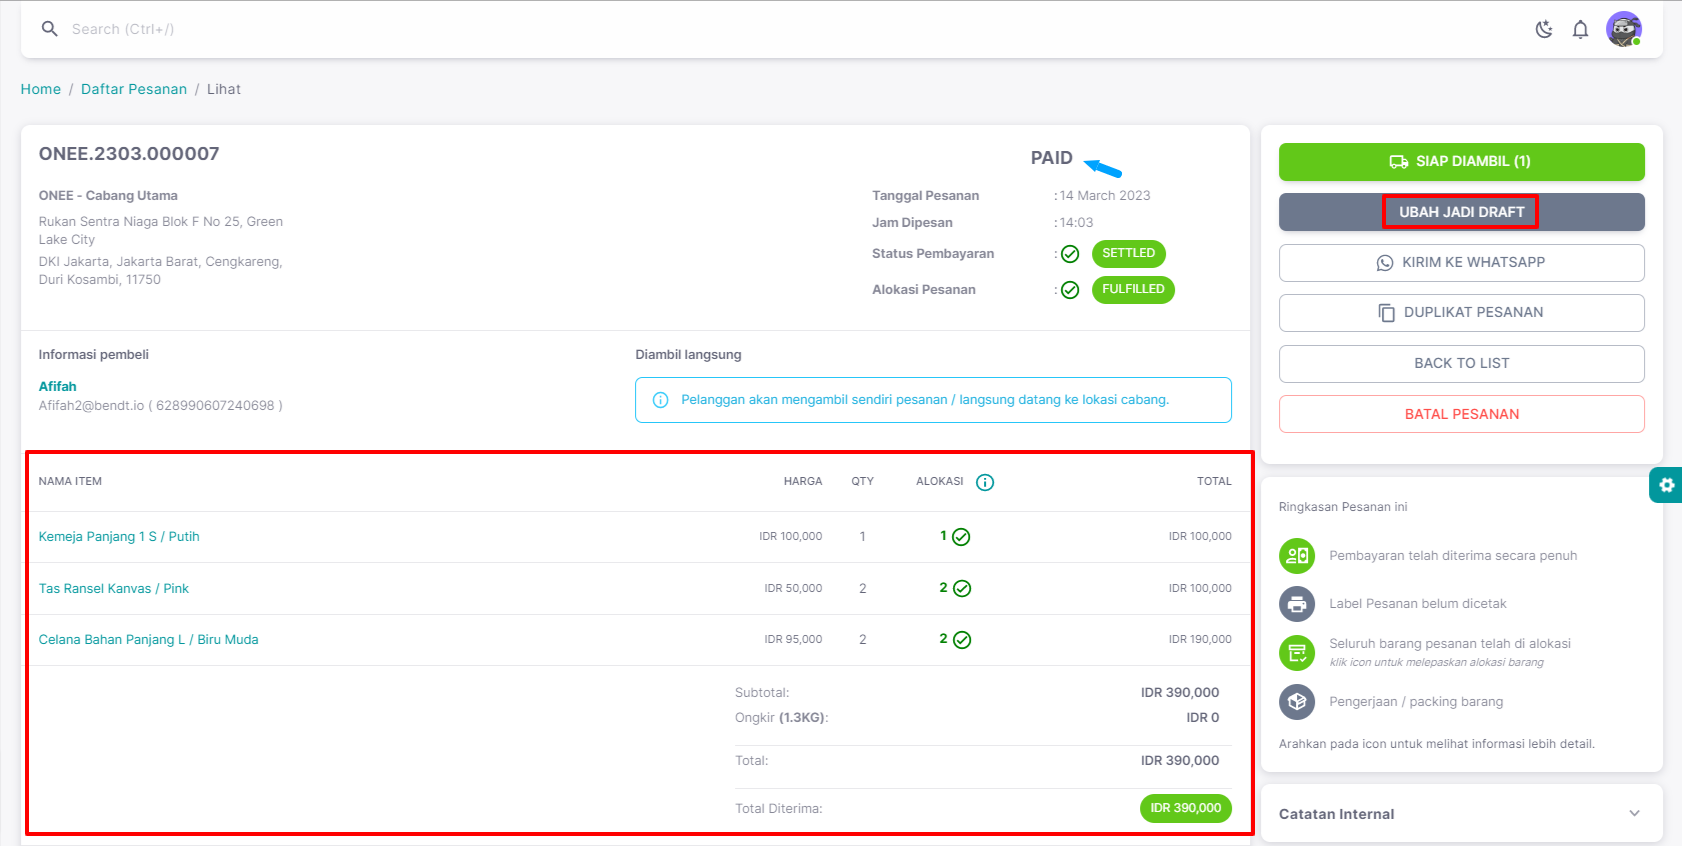 Search (Ctrl+/)
Home / Daftar Pesanan / Lihat
ONEE.2303.000007
PAID
ONEE - Cabang Utama
Rukan Sentra Niaga Blok F No 25, Green
Lake City
DKI Jakarta, Jakarta Barat, Cengkareng,
Duri Kosambi, 11750
Tanggal Pesanan : 14 March 2023
Jam Dipesan : 14:03
Status Pembayaran : SETTLED
Alokasi Pesanan : FULFILLED
Informasi pembeli
Afifah
Afifah2@bendt.io ( 628990607240698 )
Diambil langsung
Pelanggan akan mengambil sendiri pesanan / langsung datang ke lokasi cabang.
NAMA ITEM HARGA QTY ALOKASI TOTAL
Kemeja Panjang 1 S / Putih IDR 100,000 1 1 IDR 100,000
Tas Ransel Kanvas / Pink IDR 50,000 2 2 IDR 100,000
Celana Bahan Panjang L / Biru Muda IDR 95,000 2 2 IDR 190,000
Subtotal: IDR 390,000
Ongkir (1.3KG): IDR 0
Total: IDR 390,000
Total Diterima: IDR 390,000
SIAP DIAMBIL (1)
UBAH JADI DRAFT
KIRIM KE WHATSAPP
DUPLIKAT PESANAN
BACK TO LIST
BATAL PESANAN
Ringkasan Pesanan ini
Pembayaran telah diterima secara penuh
Label Pesanan belum dicetak
Seluruh barang pesanan telah di alokasi
klik icon untuk melepaskan alokasi barang
Pengerjaan / packing barang
Arahkan pada icon untuk melihat informasi lebih detail.
Catatan Internal